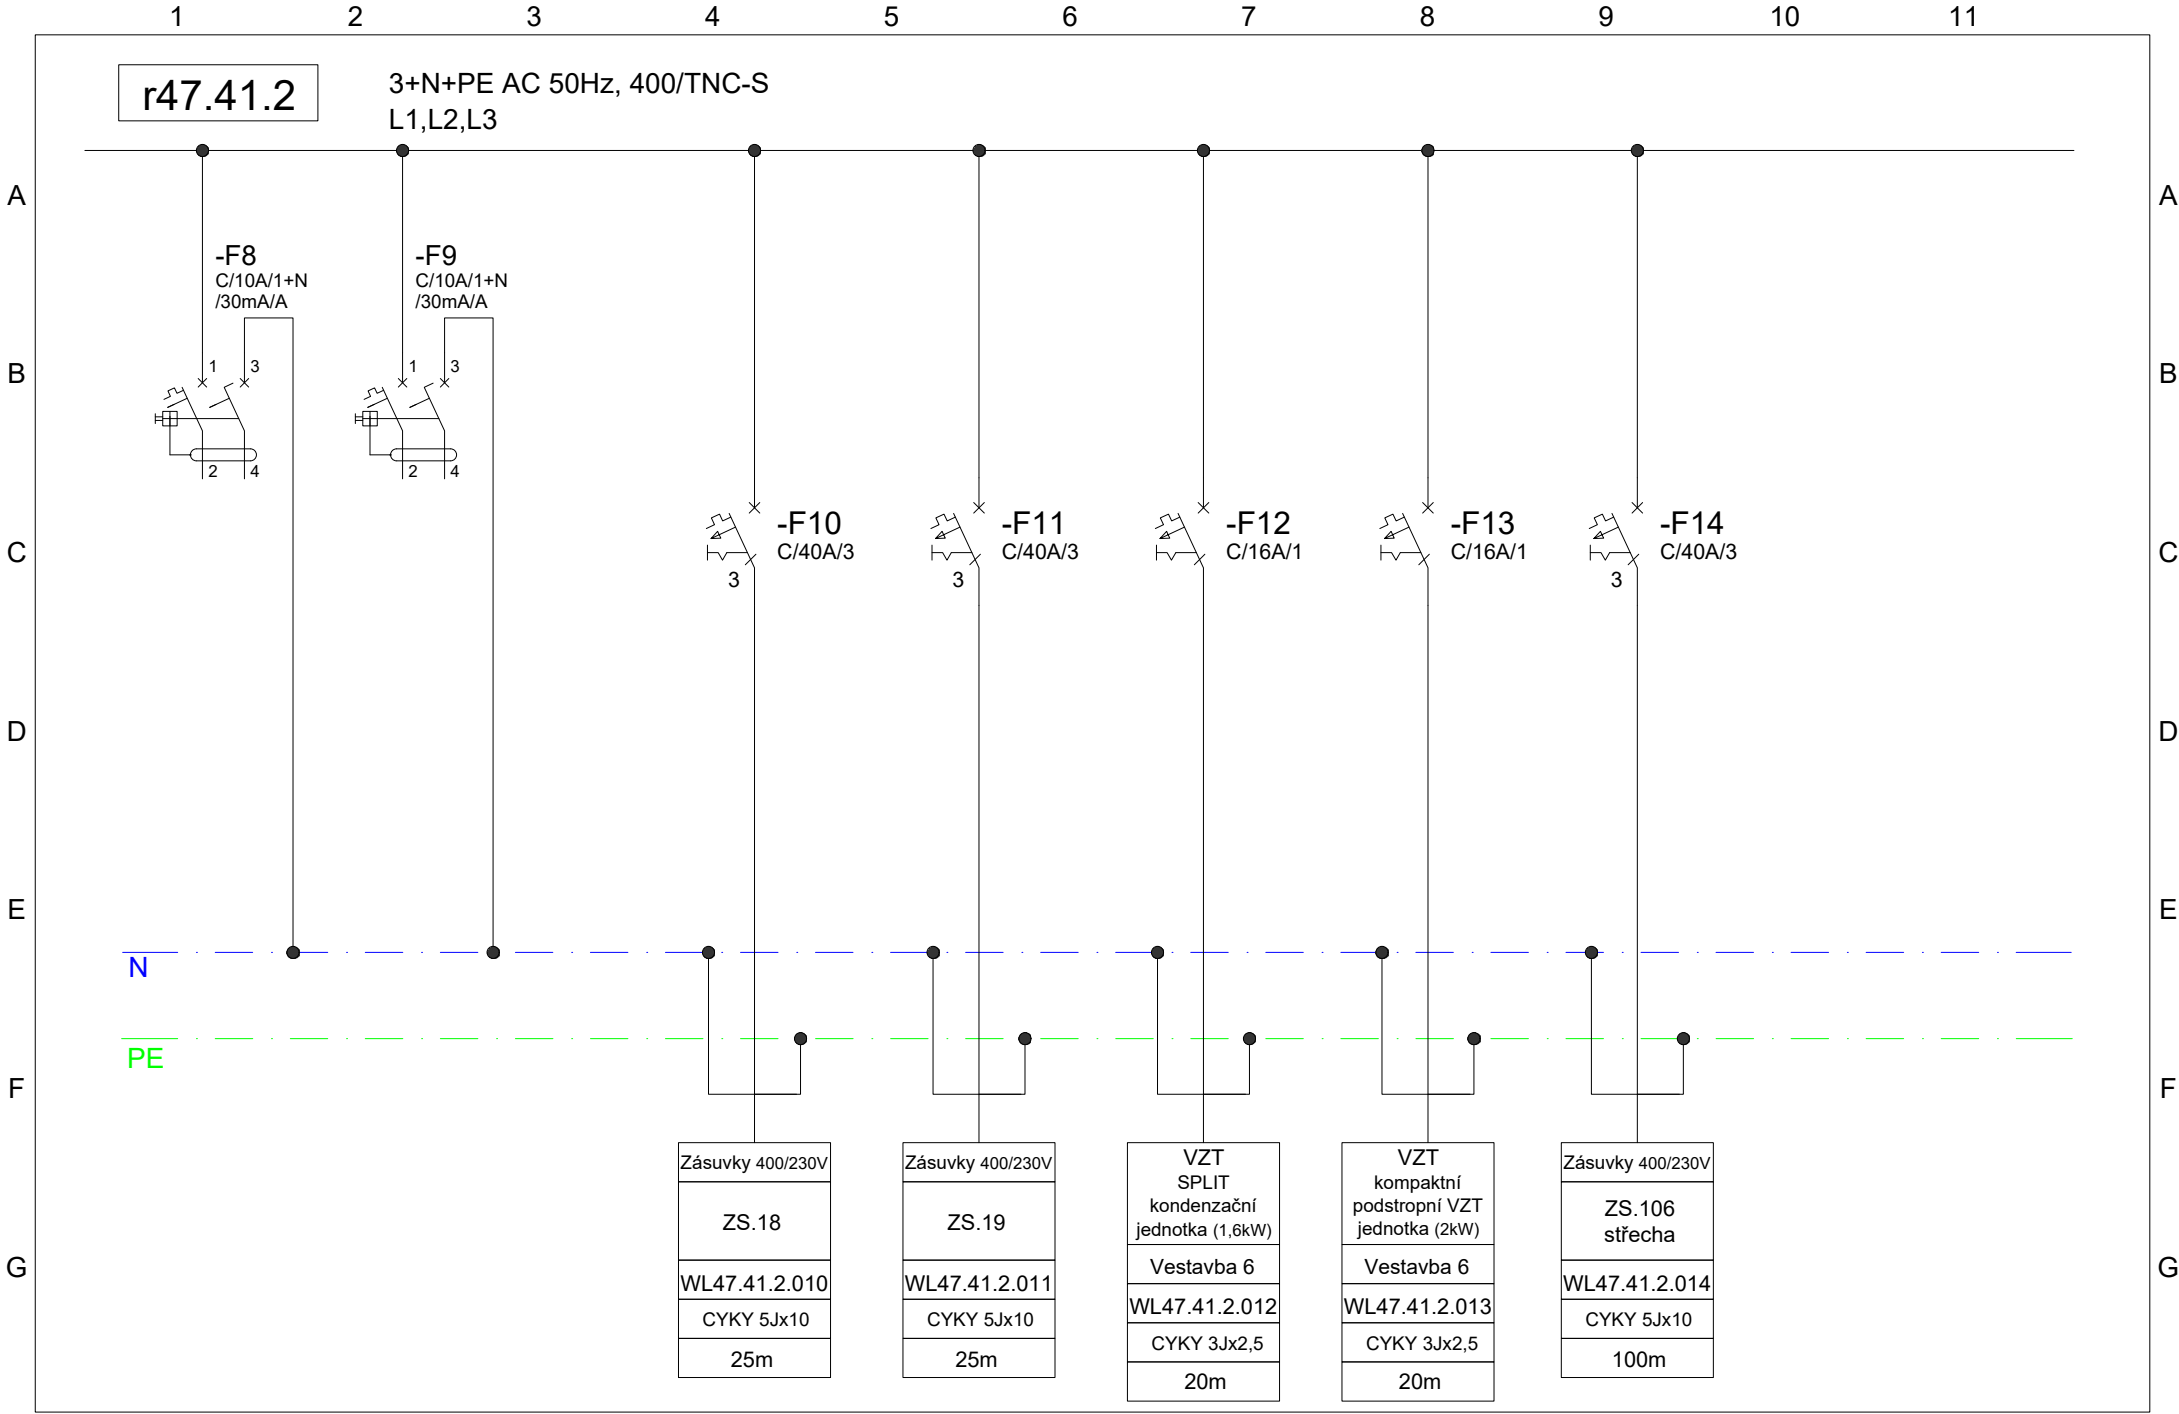 1 2 3 4 5 6 7 8 9 10 11
r47.41.2
3+N+PE AC 50Hz, 400/TNC-S
L1,L2,L3
A A
-F8
C/10A/1+N
/30mA/A
-F9
C/10A/1+N
/30mA/A
B B
1 3
2 4
1 3
2 4
C C
-F10
C/40A/3
3
-F11
C/40A/3
3
-F12
C/16A/1
-F13
C/16A/1
-F14
C/40A/3
3
D D
E E
N
PE
F F
G G
Zásuvky 400/230V
ZS.18
WL47.41.2.010
CYKY 5Jx10
25m
Zásuvky 400/230V
ZS.19
WL47.41.2.011
CYKY 5Jx10
25m
VZT
SPLIT
kondenzační
jednotka (1,6kW)
Vestavba 6
WL47.41.2.012
CYKY 3Jx2,5
20m
VZT
kompaktní
podstropní VZT
jednotka (2kW)
Vestavba 6
WL47.41.2.013
CYKY 3Jx2,5
20m
Zásuvky 400/230V
ZS.106
střecha
WL47.41.2.014
CYKY 5Jx10
100m